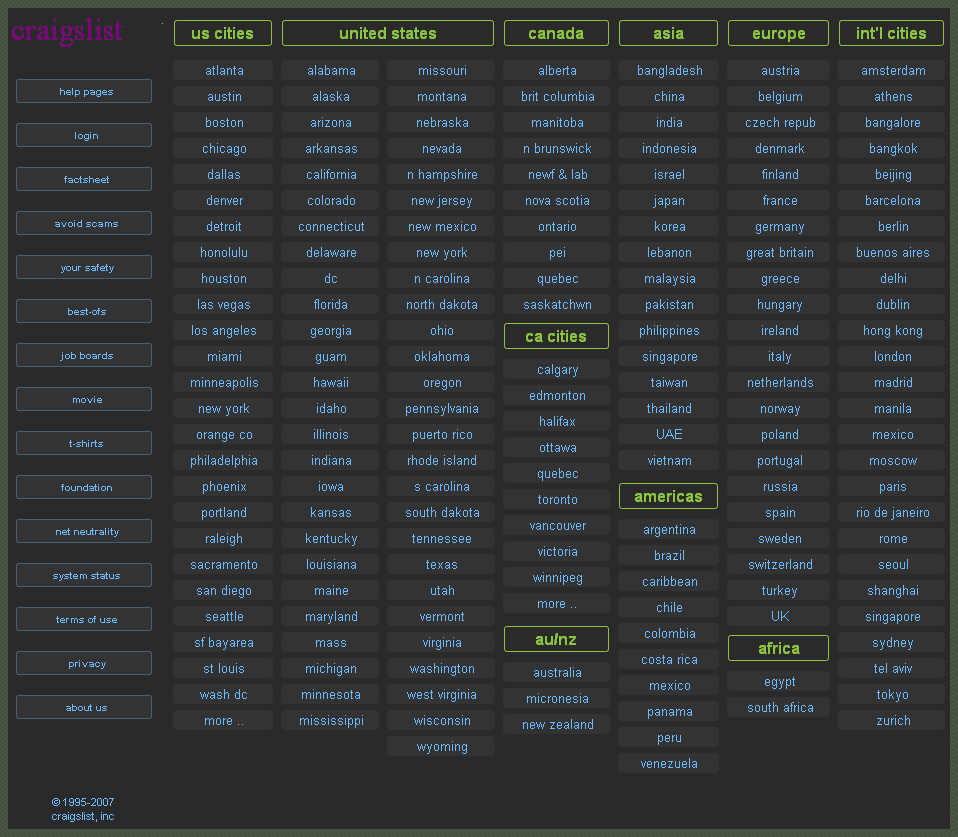 craigslist
help pages
login
factsheet
avoid scams
your safety
best-ofs
job boards
movie
t-shirts
foundation
net neutrality
system status
terms of use
privacy
about us
© 1995-2007
craigslist, inc
us cities
atlanta
austin
boston
chicago
dallas
denver
detroit
honolulu
houston
las vegas
los angeles
miami
minneapolis
new york
orange co
philadelphia
phoenix
portland
raleigh
sacramento
san diego
seattle
sf bayarea
st louis
wash dc
more ..
united states
alabama
alaska
arizona
arkansas
california
colorado
connecticut
delaware
dc
florida
georgia
guam
hawaii
idaho
illinois
indiana
iowa
kansas
kentucky
louisiana
maine
maryland
mass
michigan
minnesota
mississippi
missouri
montana
nebraska
nevada
n hampshire
new jersey
new mexico
new york
n carolina
north dakota
ohio
oklahoma
oregon
pennsylvania
puerto rico
rhode island
s carolina
south dakota
tennessee
texas
utah
vermont
virginia
washington
west virginia
wisconsin
wyoming
canada
alberta
brit columbia
manitoba
n brunswick
newf & lab
nova scotia
ontario
pei
quebec
saskatchwn
ca cities
calgary
edmonton
halifax
ottawa
quebec
toronto
vancouver
victoria
winnipeg
more ..
au/nz
australia
micronesia
new zealand
asia
bangladesh
china
india
indonesia
israel
japan
korea
lebanon
malaysia
pakistan
philippines
singapore
taiwan
thailand
UAE
vietnam
americas
argentina
brazil
caribbean
chile
colombia
costa rica
mexico
panama
peru
venezuela
europe
austria
belgium
czech repub
denmark
finland
france
germany
great britain
greece
hungary
ireland
italy
netherlands
norway
poland
portugal
russia
spain
sweden
switzerland
turkey
UK
africa
egypt
south africa
int'l cities
amsterdam
athens
bangalore
bangkok
beijing
barcelona
berlin
buenos aires
delhi
dublin
hong kong
london
madrid
manila
mexico
moscow
paris
rio de janeiro
rome
seoul
shanghai
singapore
sydney
tel aviv
tokyo
zurich